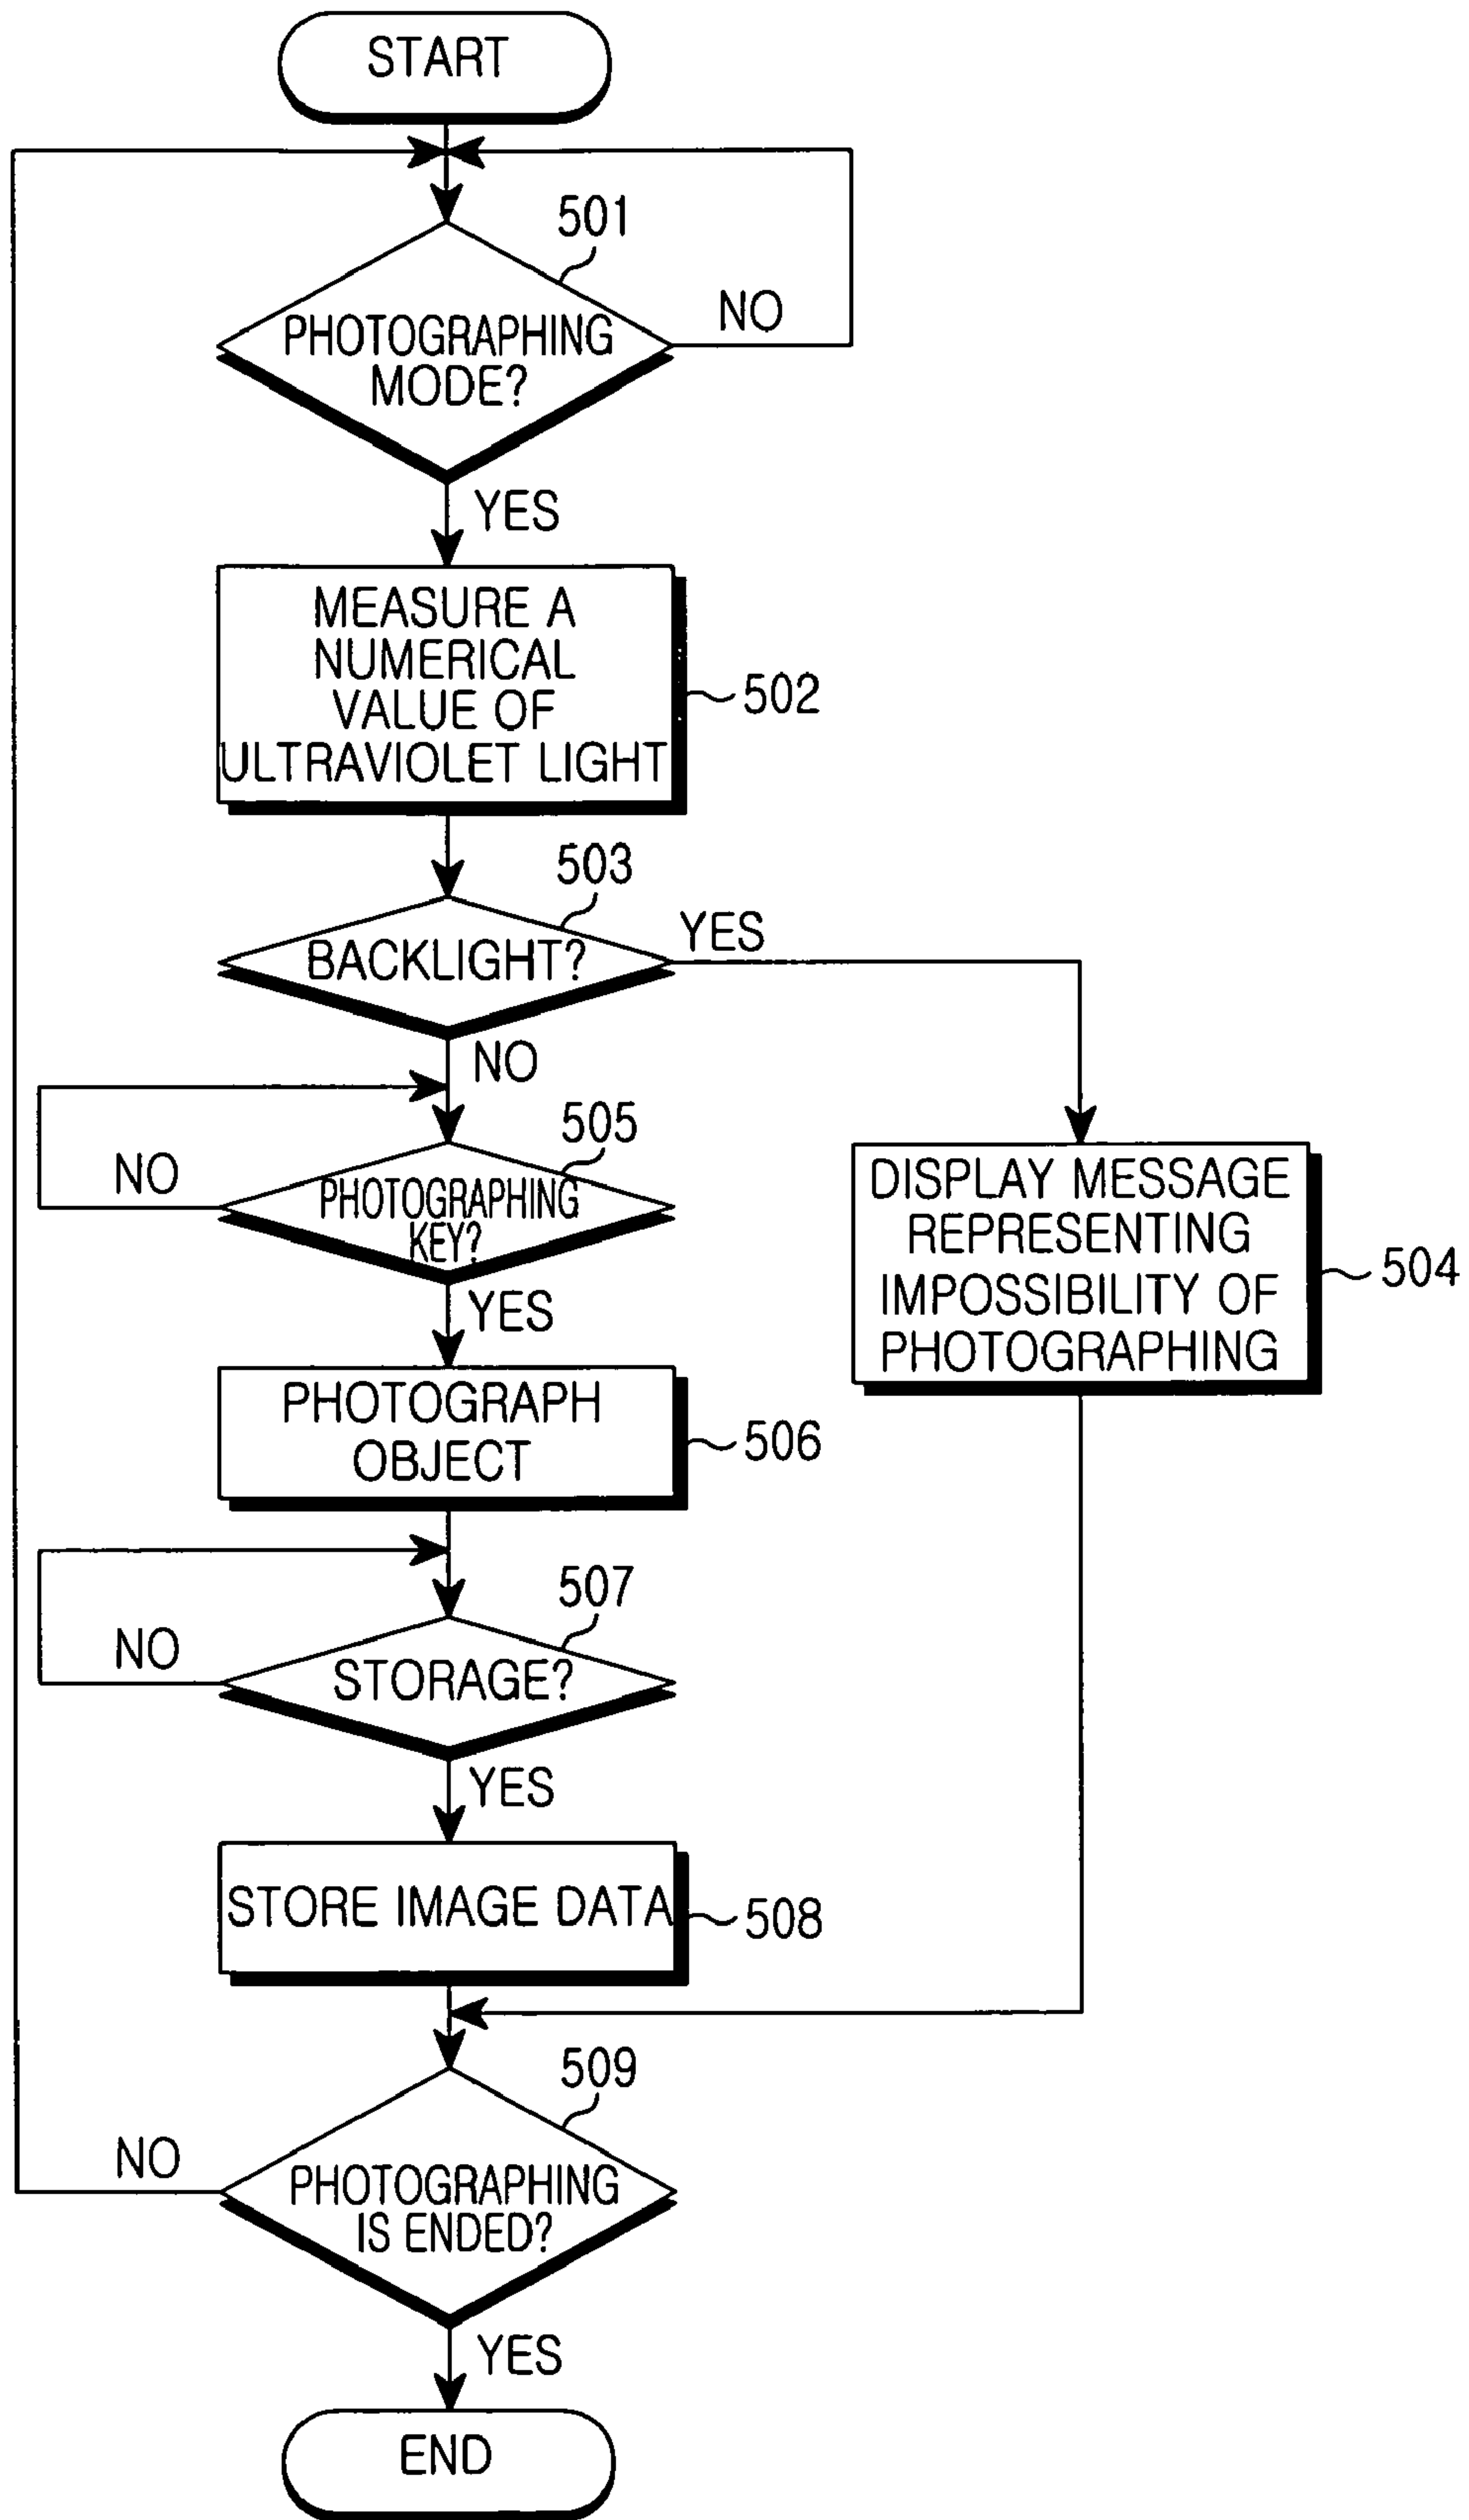 START
501
PHOTOGRAPHING
MODE?
NO
YES
MEASURE A
NUMERICAL
VALUE OF
ULTRAVIOLET LIGHT
502
503
BACKLIGHT?
YES
NO
505
PHOTOGRAPHING
KEY?
NO
YES
DISPLAY MESSAGE
REPRESENTING
IMPOSSIBILITY OF
PHOTOGRAPHING
504
PHOTOGRAPH
OBJECT
506
507
STORAGE?
NO
YES
STORE IMAGE DATA
508
509
PHOTOGRAPHING
IS ENDED?
NO
YES
END